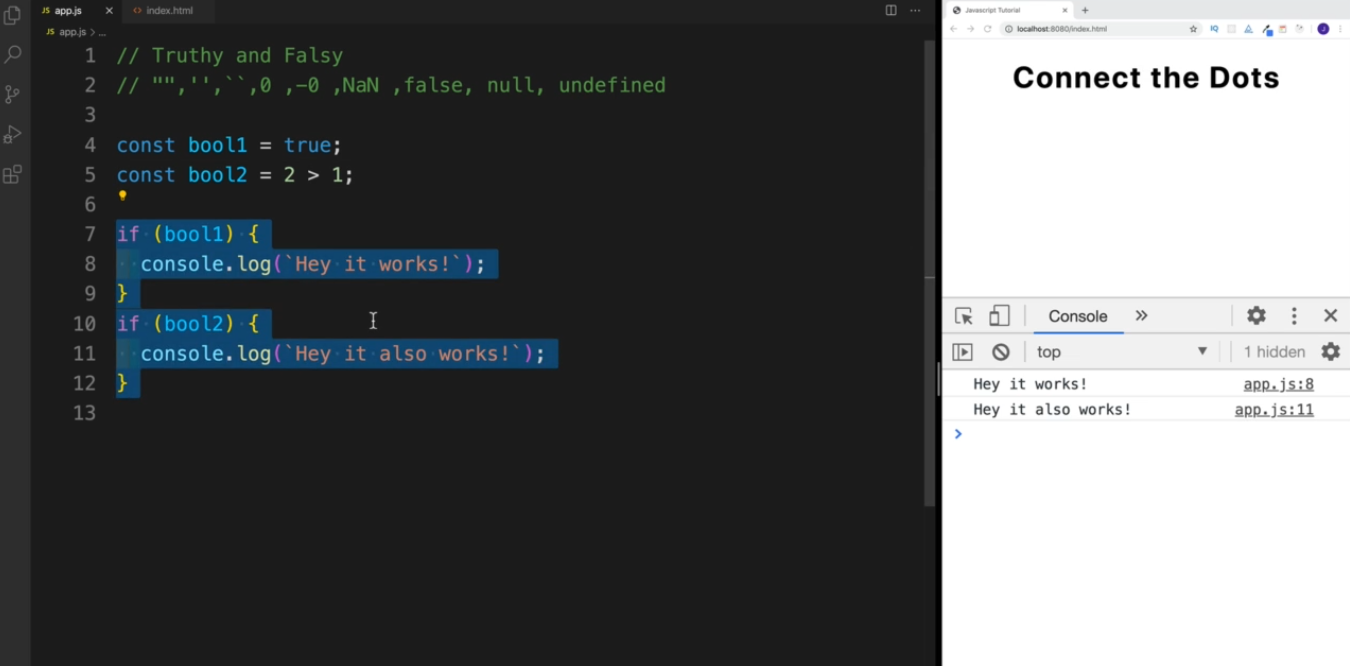 JS app.js × <> index.html
JS app.js > ...
1 // Truthy and Falsy
2 // "",'',``,0 ,-0 ,NaN ,false, null, undefined
3
4 const bool1 = true;
5 const bool2 = 2 > 1;
6
7 if (bool1) {
8 console.log(`Hey it works!`);
9 }
10 if (bool2) {
11 console.log(`Hey it also works!`);
12 }
13
Javascript Tutorial × +
localhost:8080/index.html IQ J
Connect the Dots
Console »
top 1 hidden
Hey it works! app.js:8
Hey it also works! app.js:11
>